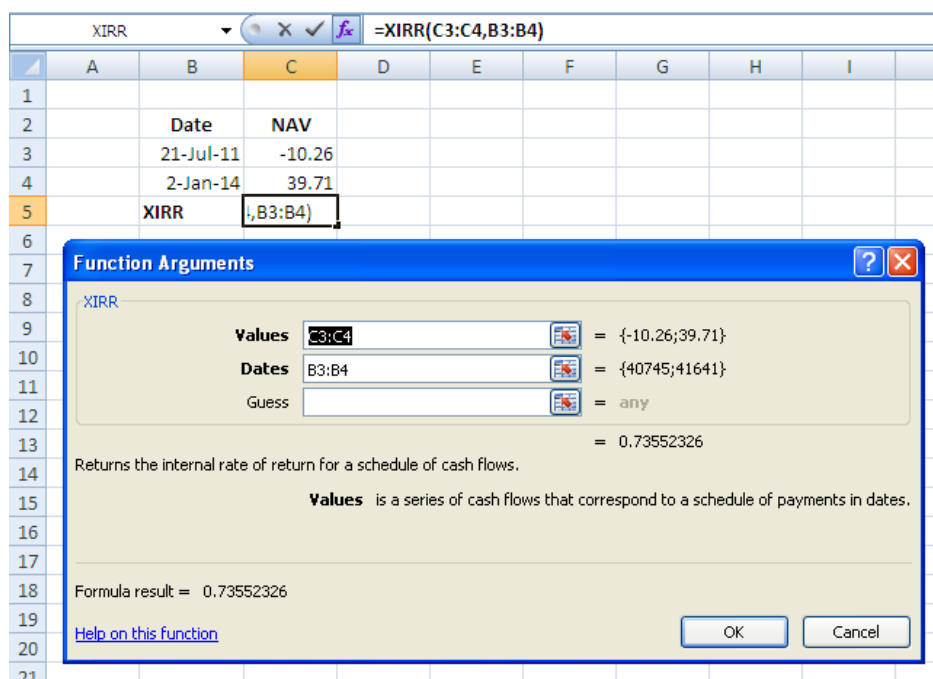 XIRR =XIRR(C3:C4,B3:B4)
A B C D E F G H I
1
2 Date NAV
3 21-Jul-11 -10.26
4 2-Jan-14 39.71
5 XIRR ,B3:B4)
6
7 Function Arguments
8 XIRR
9 Values C3:C4 = {-10.26;39.71}
10 Dates B3:B4 = {40745;41641}
11
12 Guess = any
13 = 0.73552326
14 Returns the internal rate of return for a schedule of cash flows.
15 Values is a series of cash flows that correspond to a schedule of payments in dates.
16
17
18 Formula result = 0.73552326
19 Help on this function OK Cancel
20
21